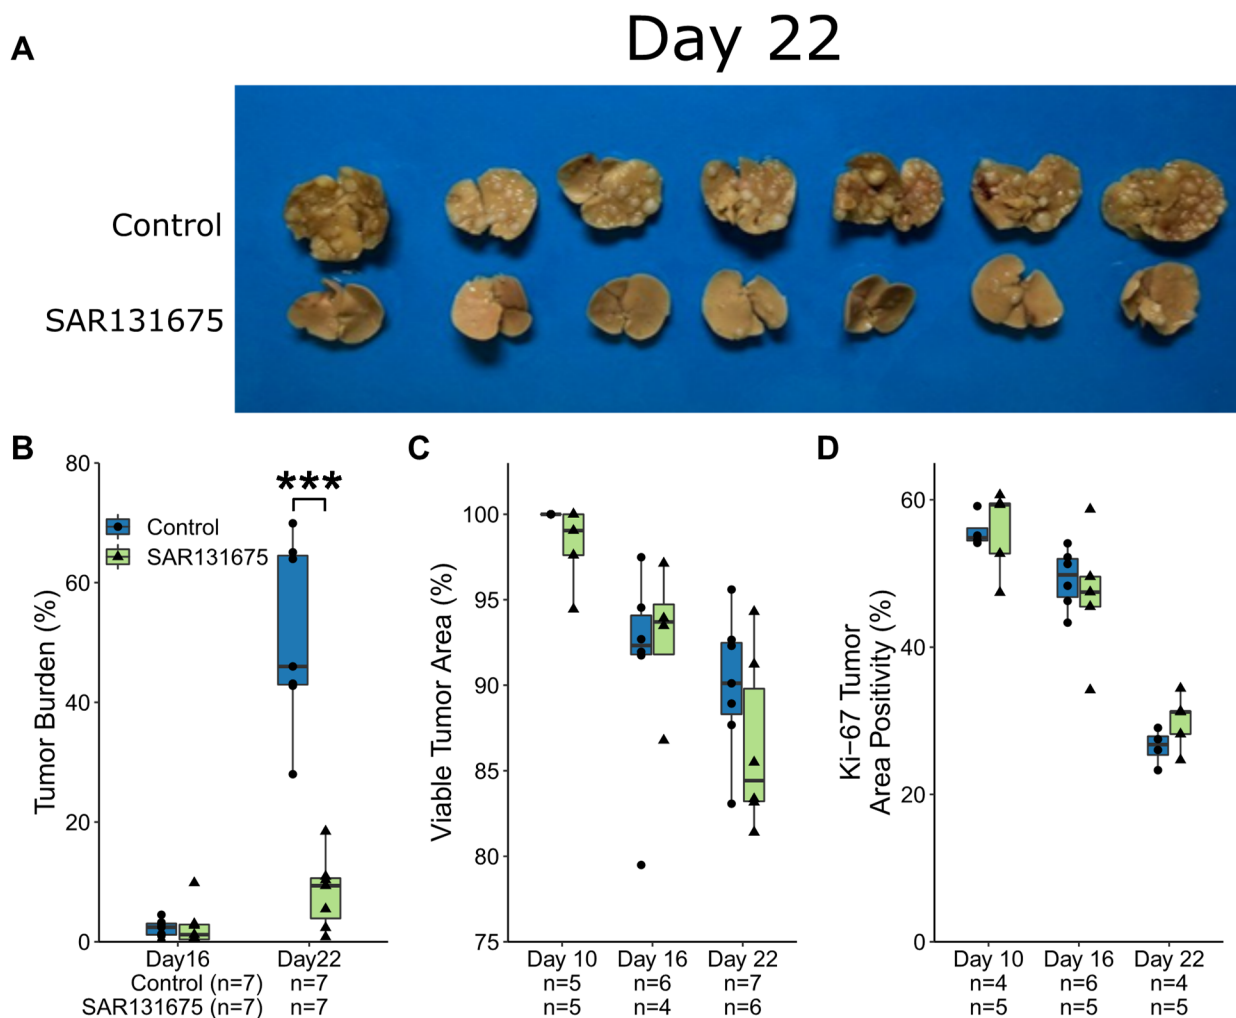 Day 22
A
Control
SAR131675
B
80
60
40
20
0
Tumor Burden (%)
***
Control
SAR131675
Day16 Day22
Control (n=7) n=7
SAR131675 (n=7) n=7
C
100
95
90
85
80
75
Viable Tumor Area (%)
Day 10 Day 16 Day 22
n=5 n=6 n=7
n=5 n=4 n=6
D
60
40
20
0
Ki−67 Tumor
Area Positivity (%)
Day 10 Day 16 Day 22
n=4 n=6 n=4
n=5 n=5 n=5